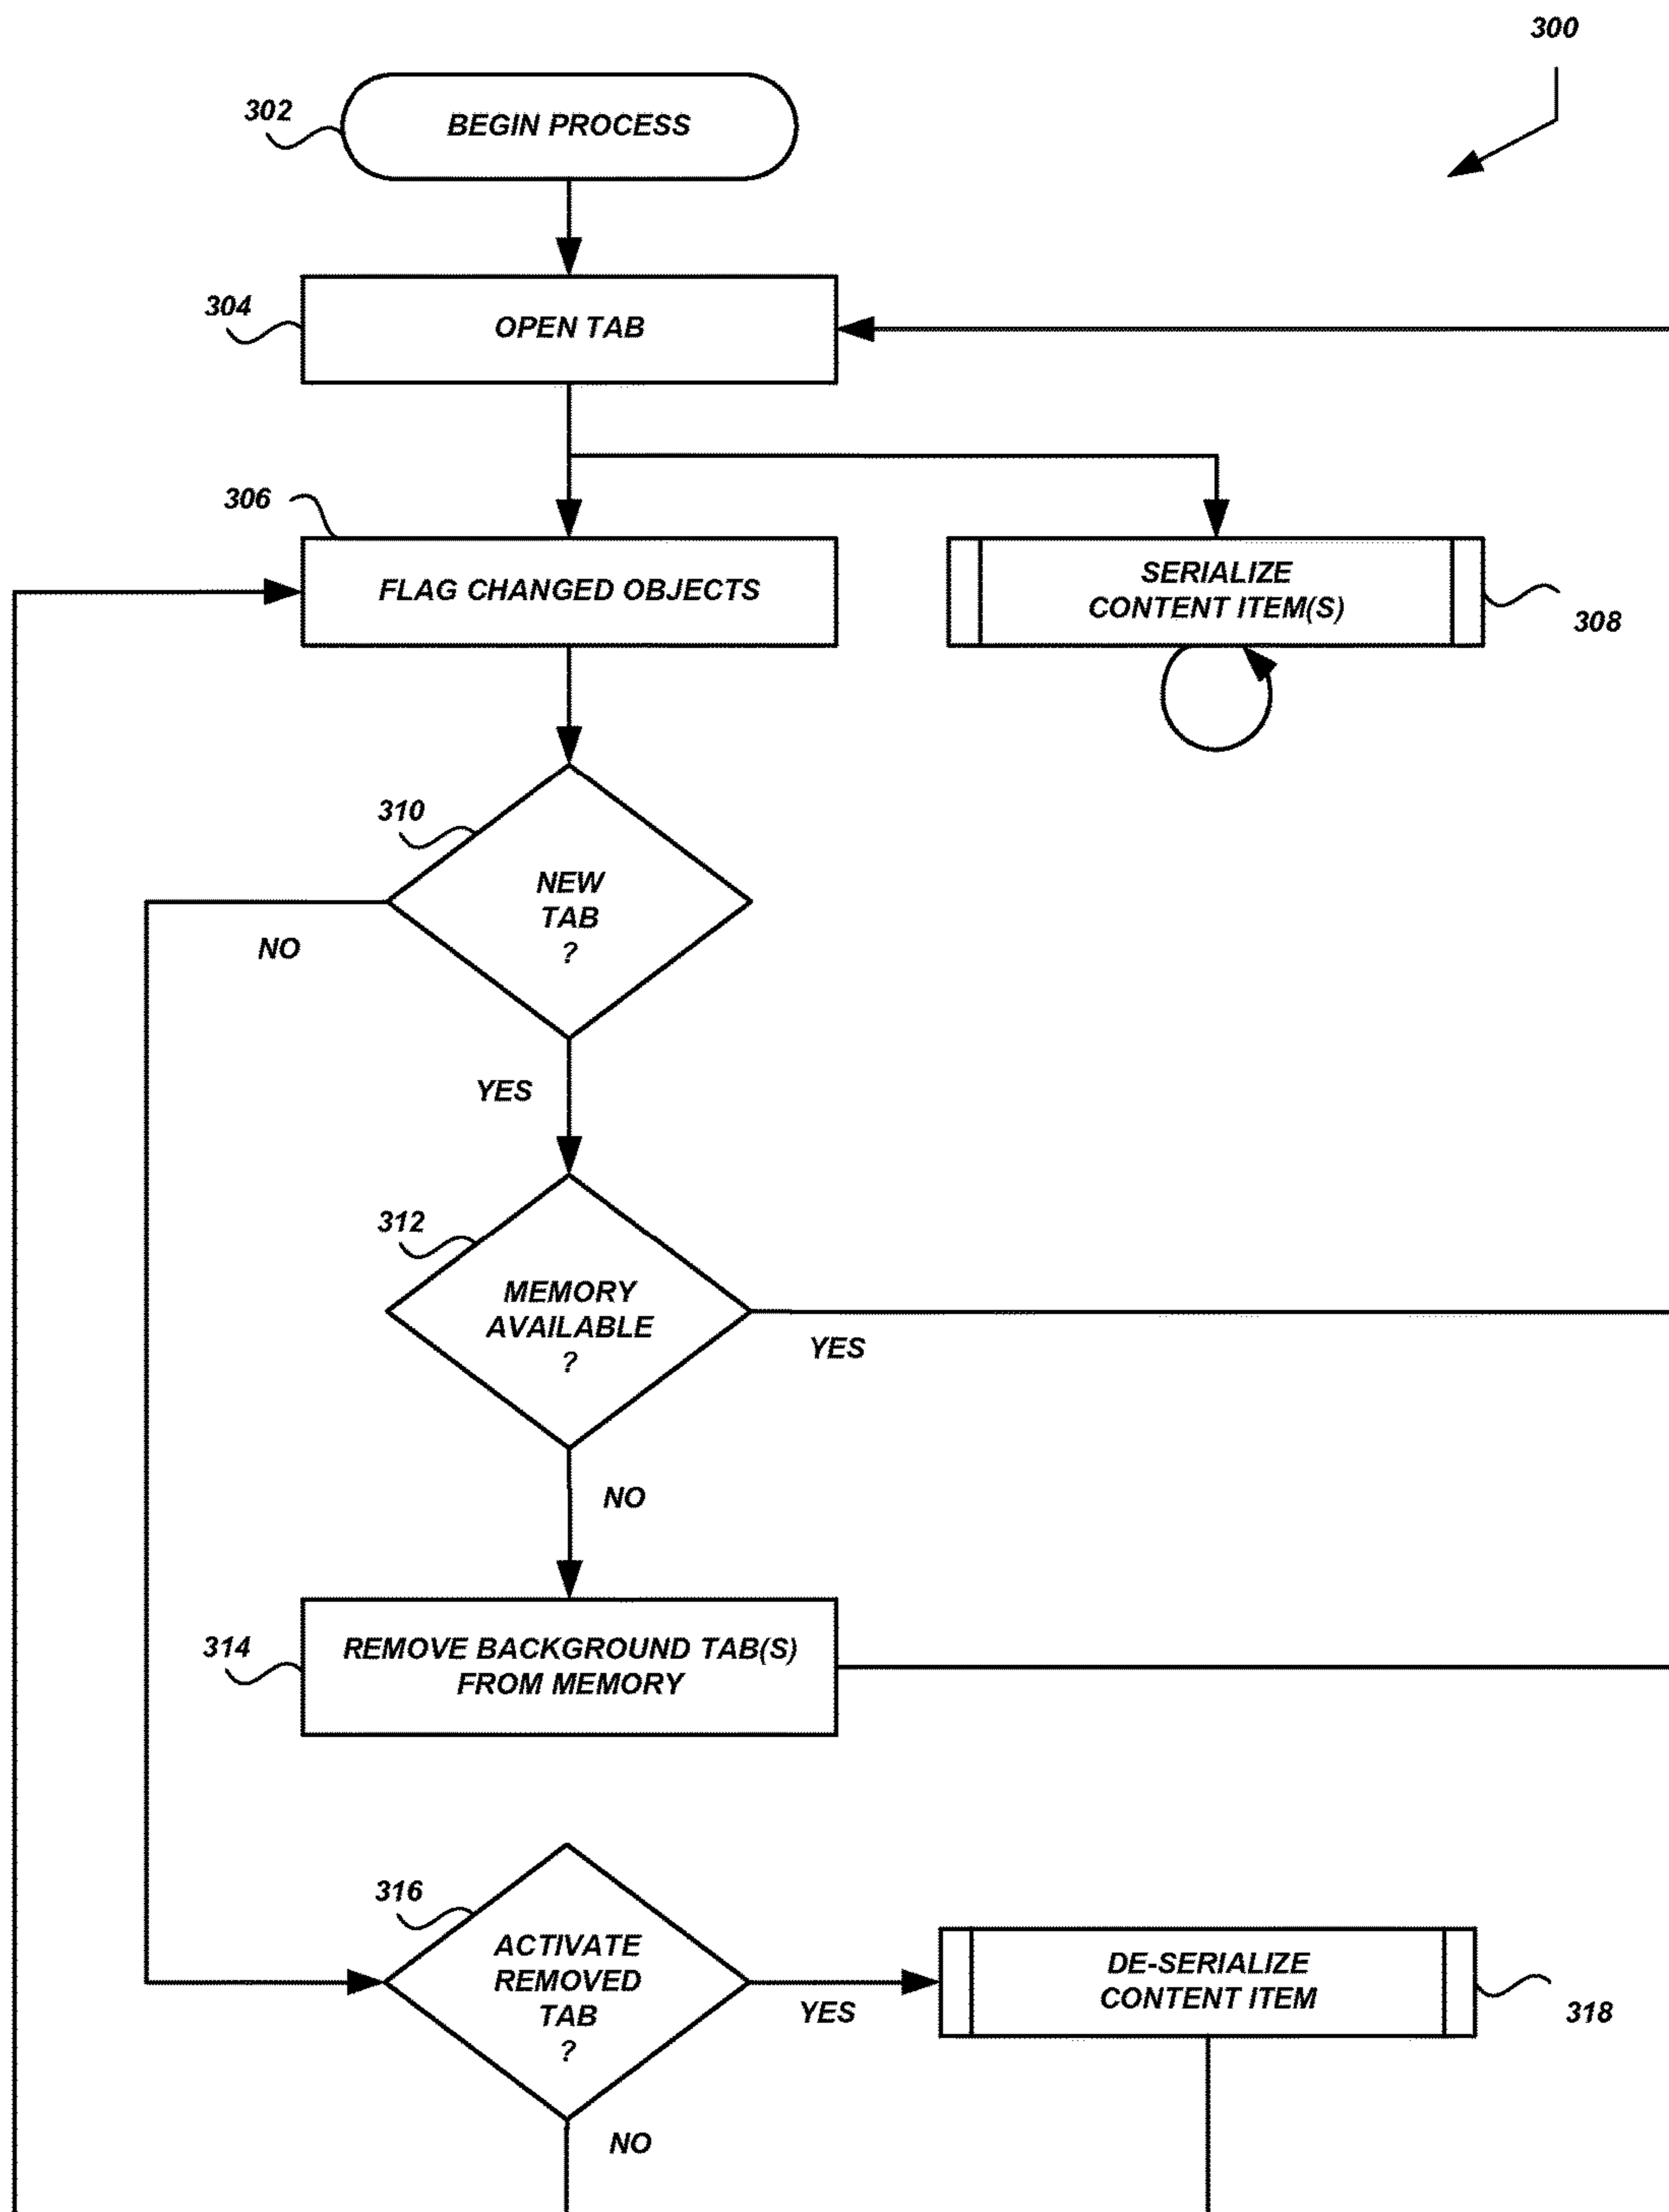 300
302
BEGIN PROCESS
304
OPEN TAB
306
FLAG CHANGED OBJECTS
SERIALIZE
CONTENT ITEM(S)
308
310
NEW
TAB
?
NO
YES
312
MEMORY
AVAILABLE
?
YES
NO
314
REMOVE BACKGROUND TAB(S)
FROM MEMORY
316
ACTIVATE
REMOVED
TAB
?
YES
DE-SERIALIZE
CONTENT ITEM
318
NO